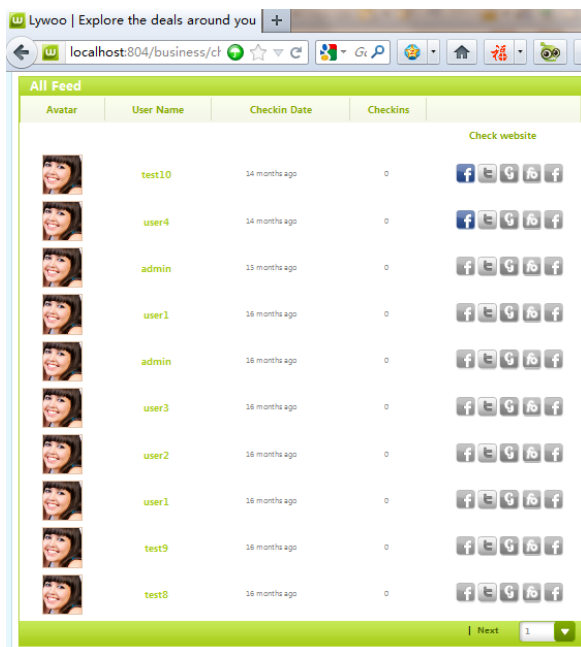 Lywoo | Explore the deals around you
localhost:804/business/ch
All Feed
Avatar User Name Checkin Date Checkins
Check website
test10 14 months ago 0
user4 14 months ago 0
admin 15 months ago 0
user1 16 months ago 0
admin 16 months ago 0
user3 16 months ago 0
user2 16 months ago 0
user1 16 months ago 0
test9 16 months ago 0
test8 16 months ago 0
| Next 1